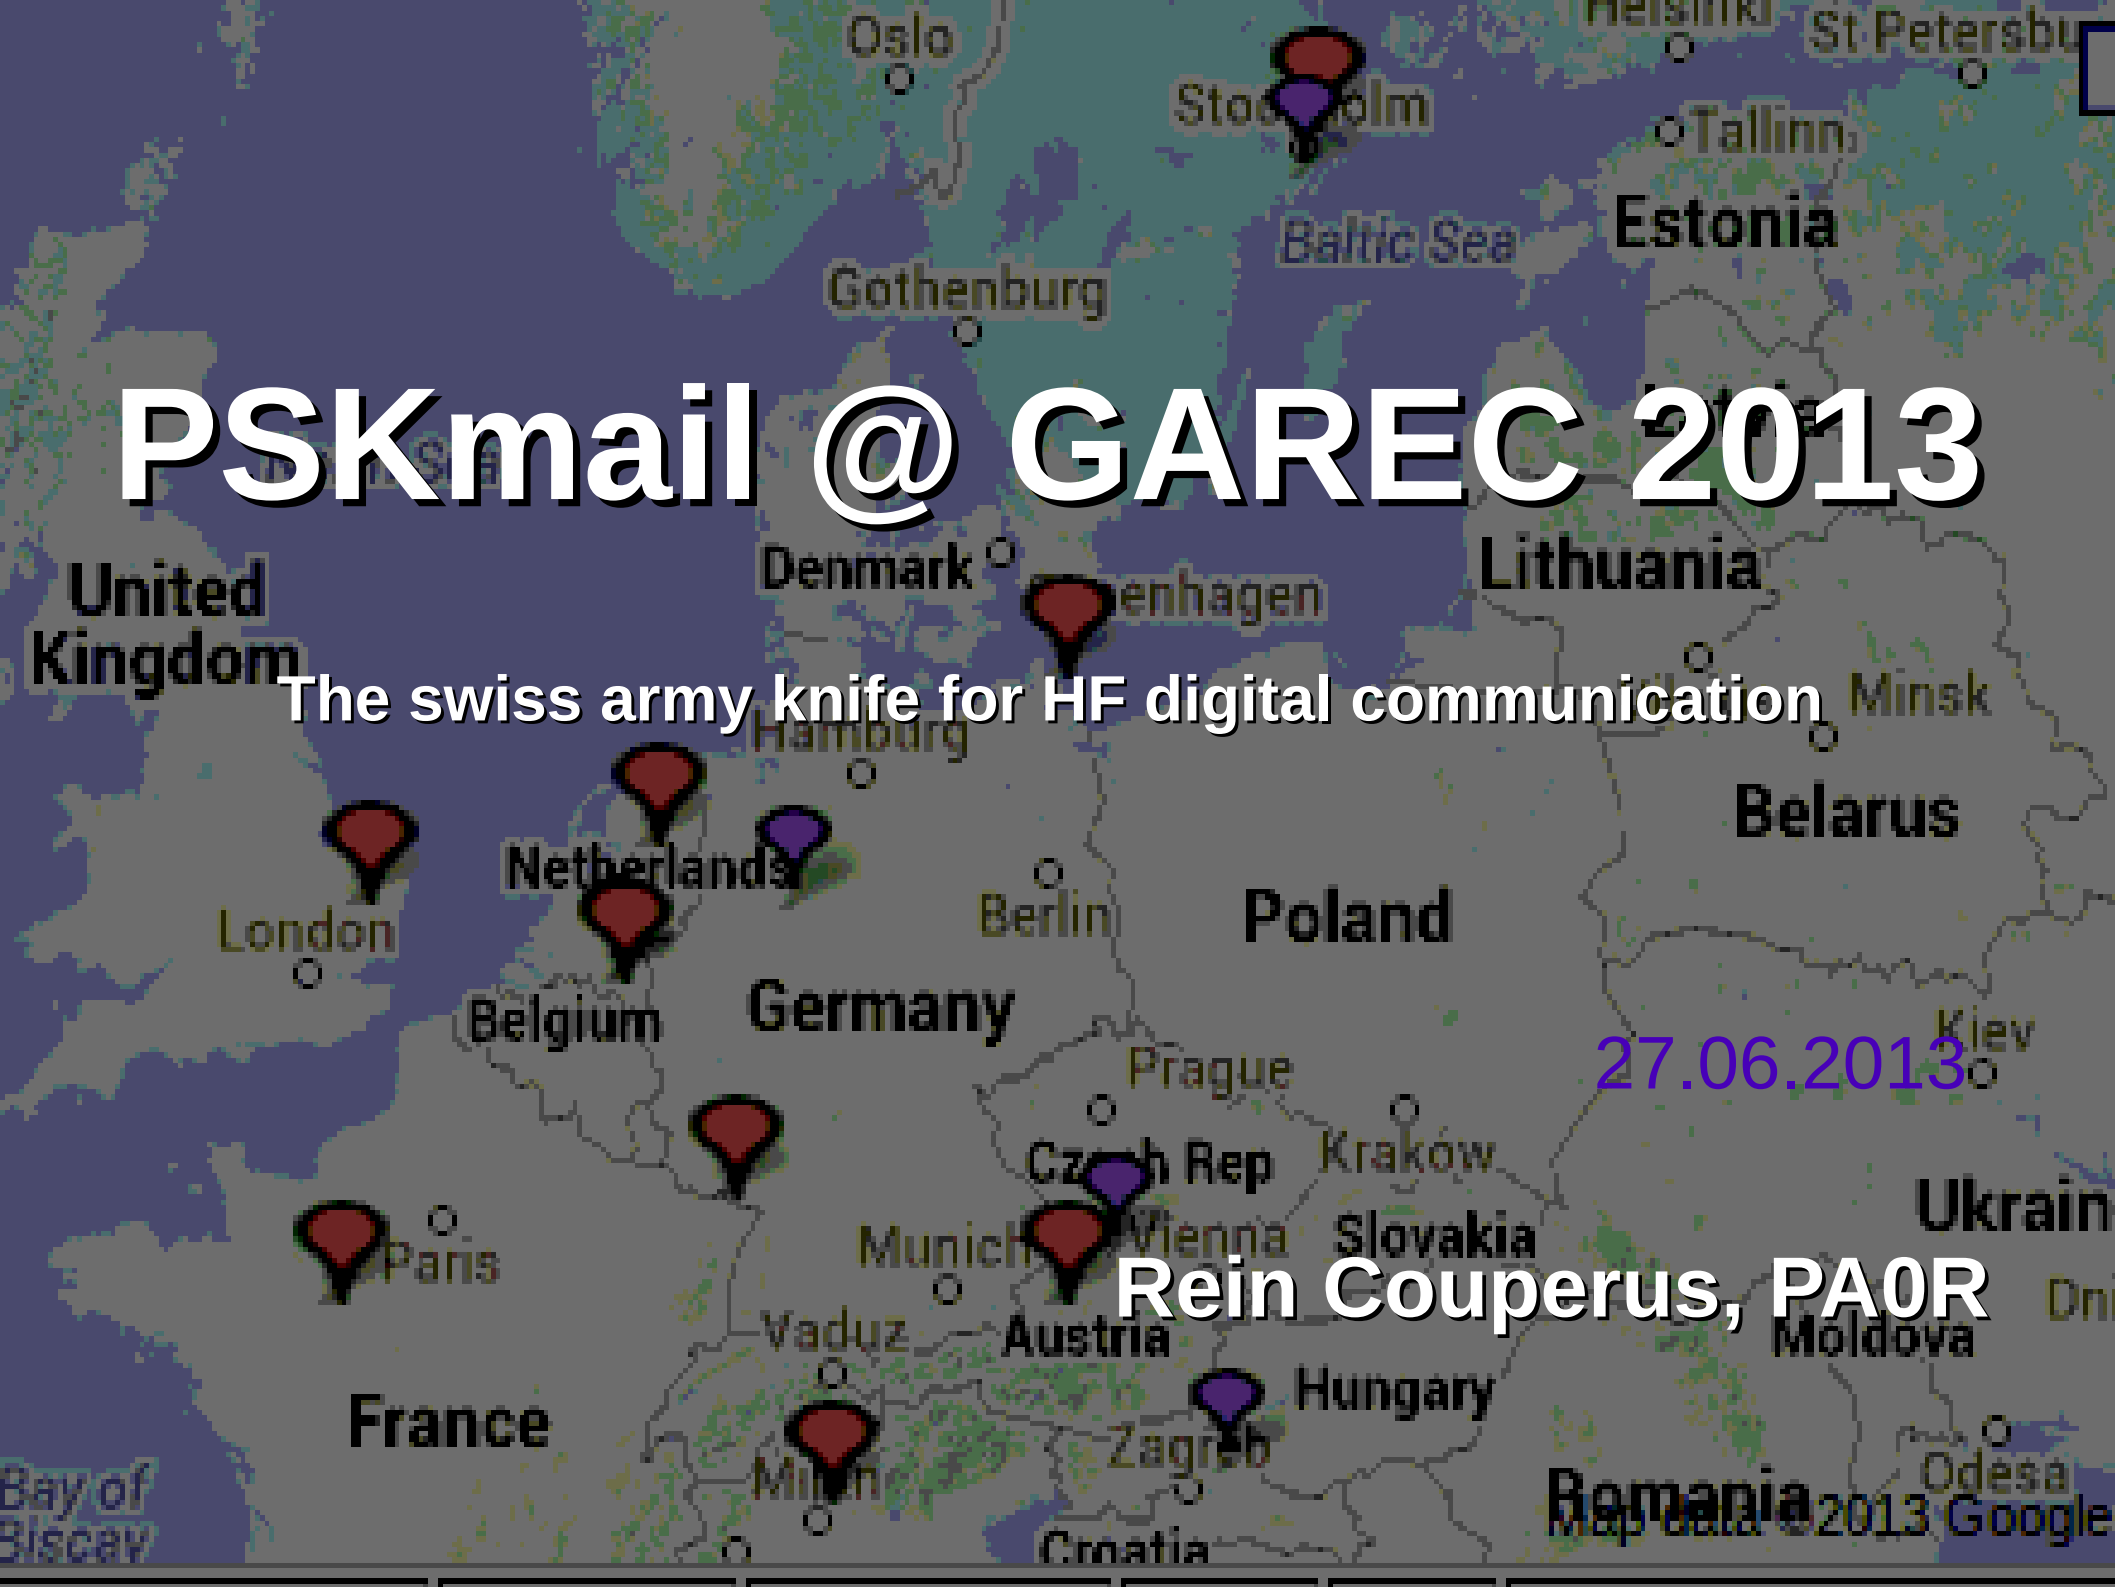 Helsinki
Oslo
St Petersbu
Tallinn
Estonia
Baltic Sea
Gothenburg
PSKmail @ GAREC 2013
Denmark
enhagen
Lithuania
United
Kingdom
The swiss army knife for HF digital communication
Minsk
Hamburg
Belarus
Netherlands
London
Berlin
Poland
Belgium
Germany
Kiev
27.06.2013
Prague
Czech Rep
Kraków
Ukrain
Munich
Vienna
Slovakia
Paris
Rein Couperus, PA0R
Dni
Vaduz
Austria
Moldova
France
Hungary
Zagreb
Milan
Bay of
Biscay
Odesa
Romania
Map data ©2013 Google
Croatia